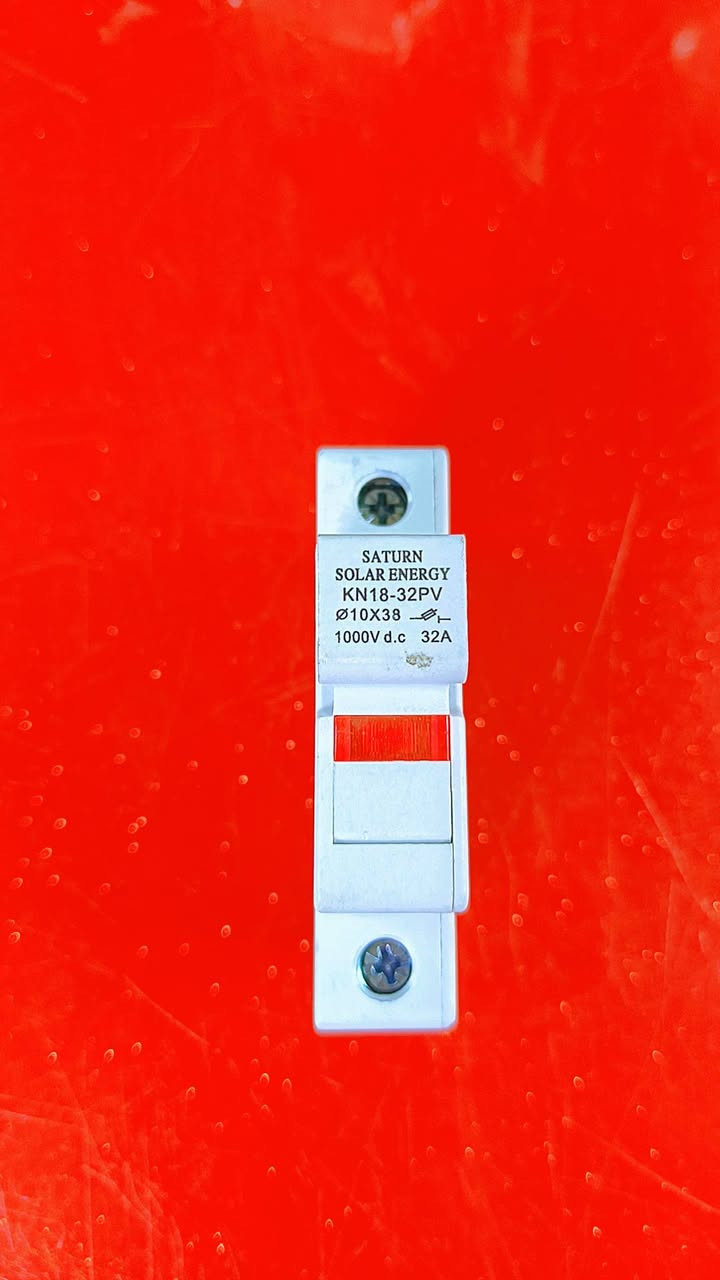 SATURN
SOLAR ENERGY
KN18-32PV
Ø10X38
1000V d.c 32A